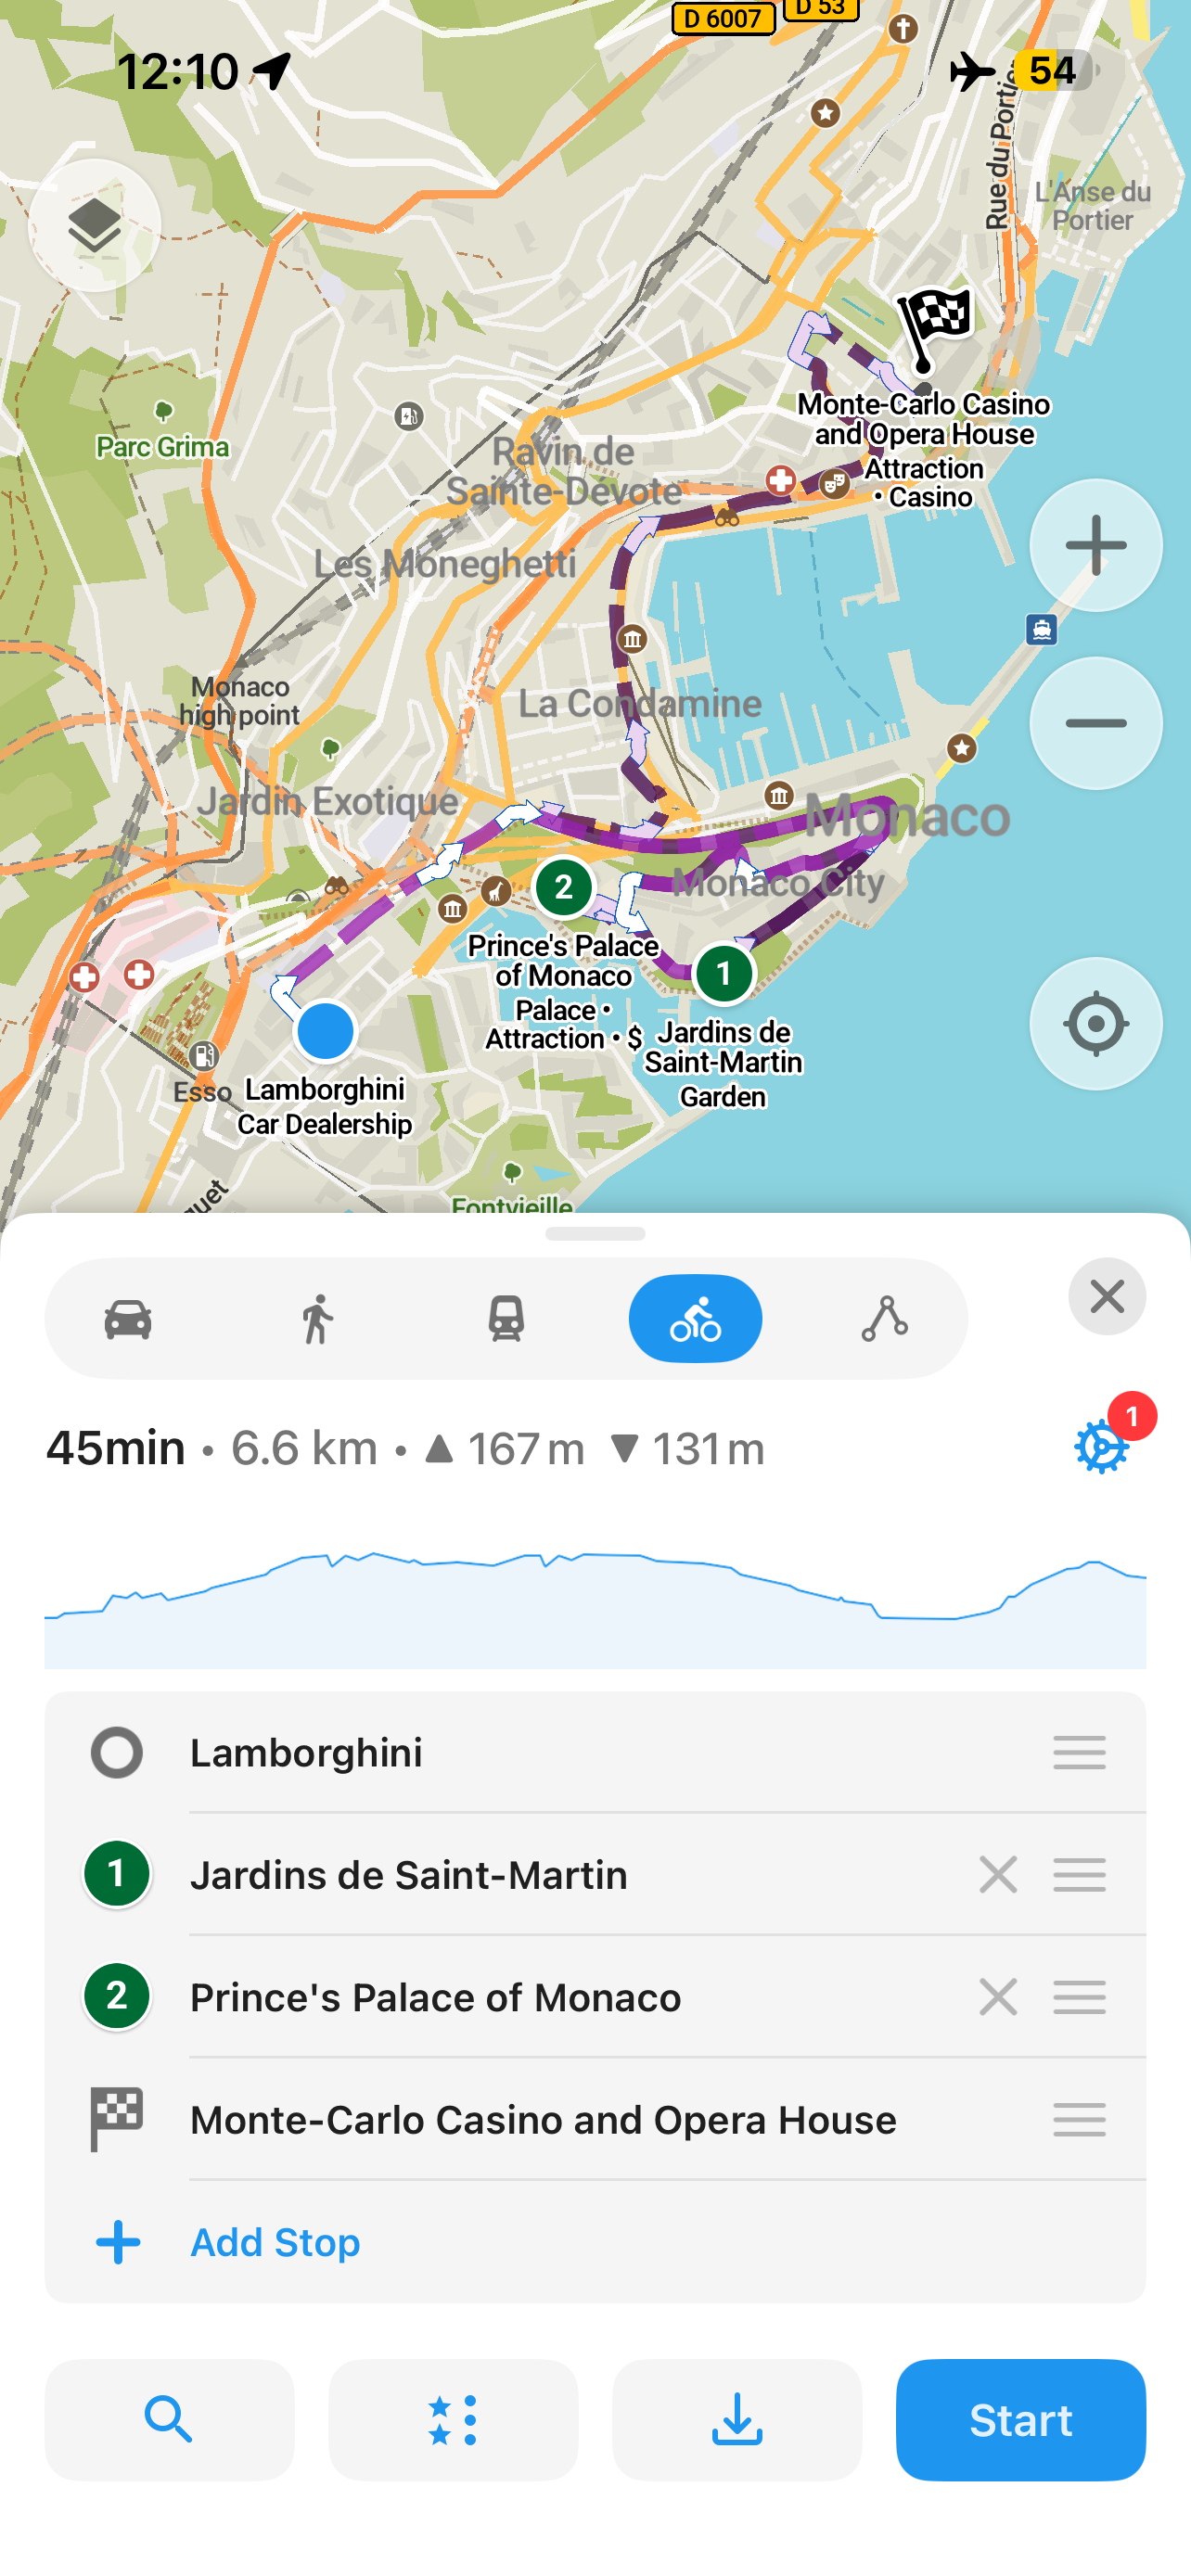 D 6007
D 53
12:10
54
Rue du Portier
L'Anse du
Portier
Parc Grima
Monte-Carlo Casino
and Opera House
Attraction
• Casino
Ravin de
Sainte-Dévote
Les Moneghetti
Monaco
high point
La Condamine
Jardin Exotique
Monaco
Monaco City
2
Prince's Palace
of Monaco
Palace •
Attraction • $
1
Jardins de
Saint-Martin
Garden
Esso
Lamborghini
Car Dealership
Fontvieille
45min • 6.6 km • ▲ 167 m ▼ 131 m
1
Lamborghini
1
Jardins de Saint-Martin
2
Prince's Palace of Monaco
Monte-Carlo Casino and Opera House
Add Stop
Start